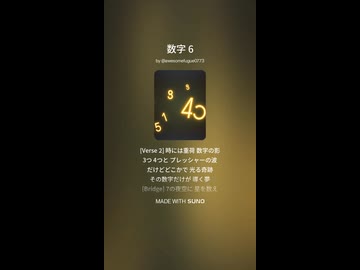 数字 6
by @awesomefugue0773
3
5
1
5
4
[Verse 2] 時には重荷 数字の影
3つ 4つと プレッシャーの波
だけどどこかで 光る奇跡
その数字だけが 導く夢
[Bridge] 7の夜空に 星を数え
MADE WITH SUNO